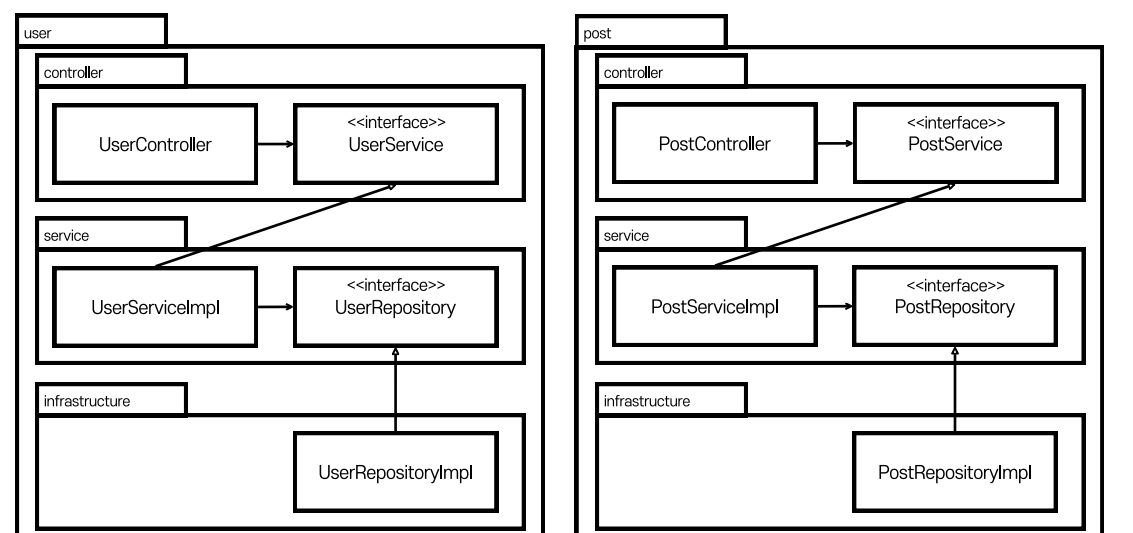 user
controller
UserController
<<interface>>
UserService
service
UserServiceImpl
<<interface>>
UserRepository
infrastructure
UserRepositoryImpl
post
controller
PostController
<<interface>>
PostService
service
PostServiceImpl
<<interface>>
PostRepository
infrastructure
PostRepositoryImpl